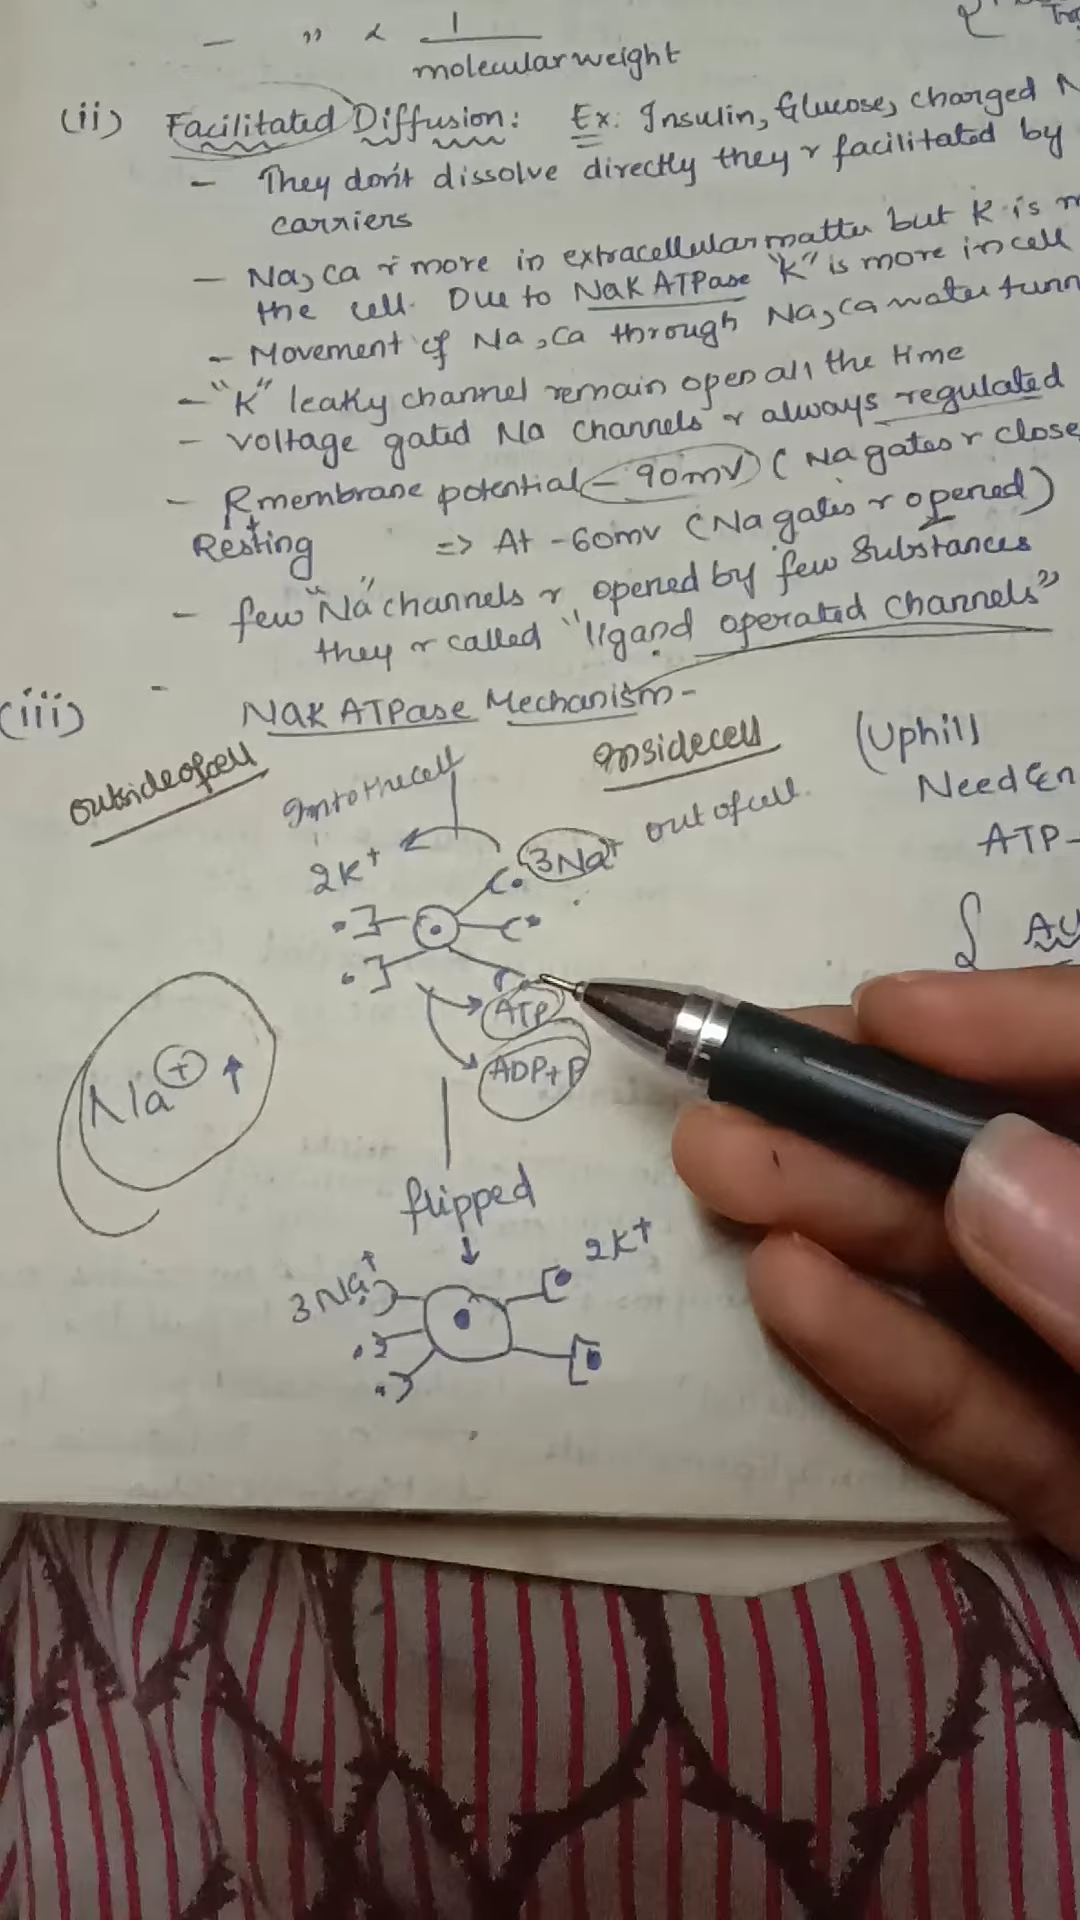 — " ∝ 1
molecular weight
(ii) Facilitated Diffusion: Ex: Insulin, Glucose, charged
— They don't dissolve directly they r facilitated by
carriers
— Na, Ca r more in extracellular matter but K is
the cell. Due to NaK ATPase "K" is more in cell
— Movement of Na, Ca through Na, Ca water
— "K" leaky channel remain open all the time
— voltage gated Na channels r always regulated
— R membrane potential – 90mv (Na gates r close
Resting => At -60mv (Na gates r opened)
— few "Na" channels r opened by few substances
they r called "ligand operated channels"
(iii) NaK ATPase Mechanism -
outside of cell Into the cell Inside cell (Uphill
2K+ 3Na+ out of cell. Need En
ATP-
ATP
ADP+P
Na+ ↑
flipped
↓
3Na+ 2K+